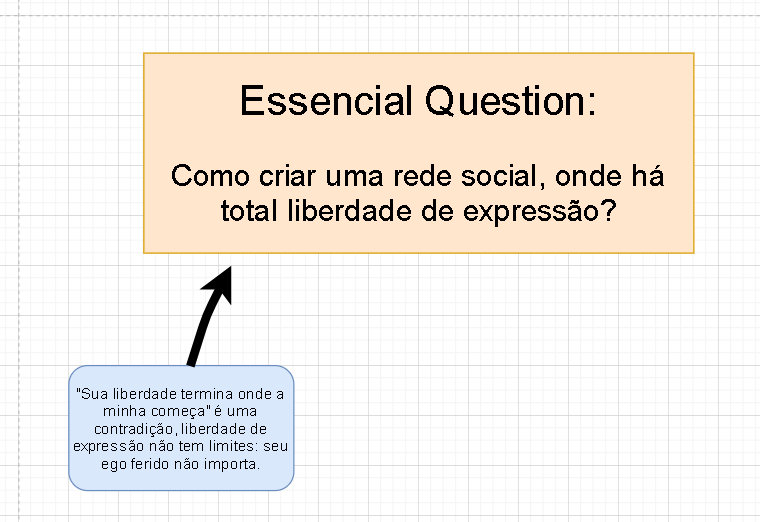 Essencial Question:
Como criar uma rede social, onde há
total liberdade de expressão?
"Sua liberdade termina onde a
minha começa" é uma
contradição, liberdade de
expressão não tem limites: seu
ego ferido não importa.